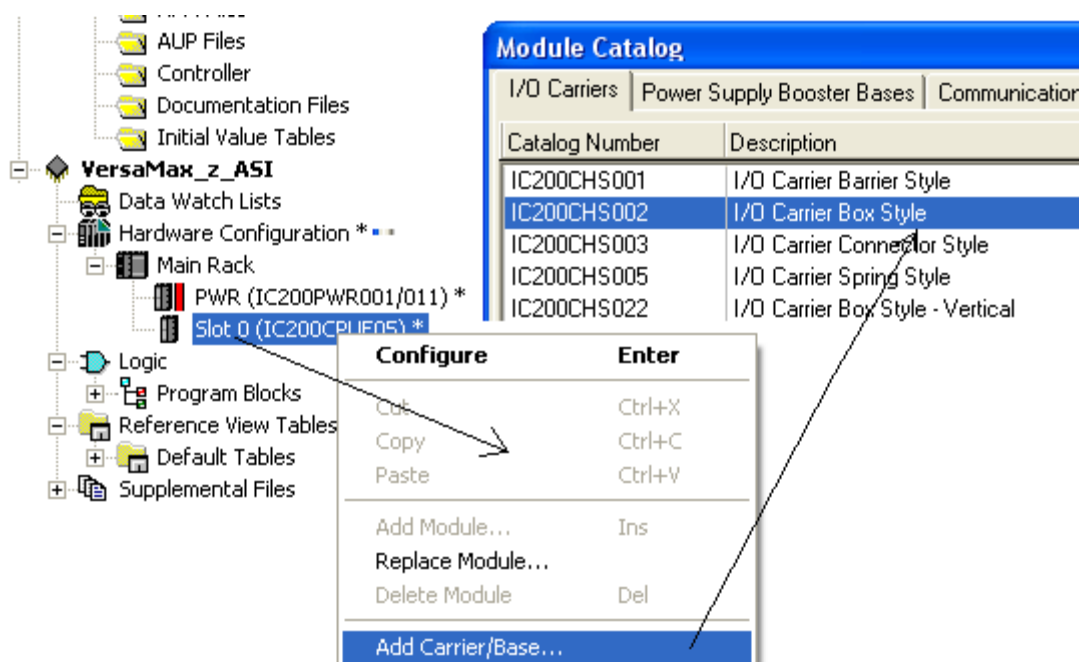 AUP Files
Controller
Documentation Files
Initial Value Tables
VersaMax_z_ASI
Data Watch Lists
Hardware Configuration *
Main Rack
PWR (IC200PWR001/011) *
Slot 0 (IC200CPUE05) *
Logic
Program Blocks
Reference View Tables
Default Tables
Supplemental Files
Module Catalog
I/O Carriers Power Supply Booster Bases Communication
Catalog Number Description
IC200CHS001 I/O Carrier Barrier Style
IC200CHS002 I/O Carrier Box Style
IC200CHS003 I/O Carrier Connector Style
IC200CHS005 I/O Carrier Spring Style
IC200CHS022 I/O Carrier Box Style - Vertical
Configure Enter
Cut Ctrl+X
Copy Ctrl+C
Paste Ctrl+V
Add Module... Ins
Replace Module...
Delete Module Del
Add Carrier/Base...